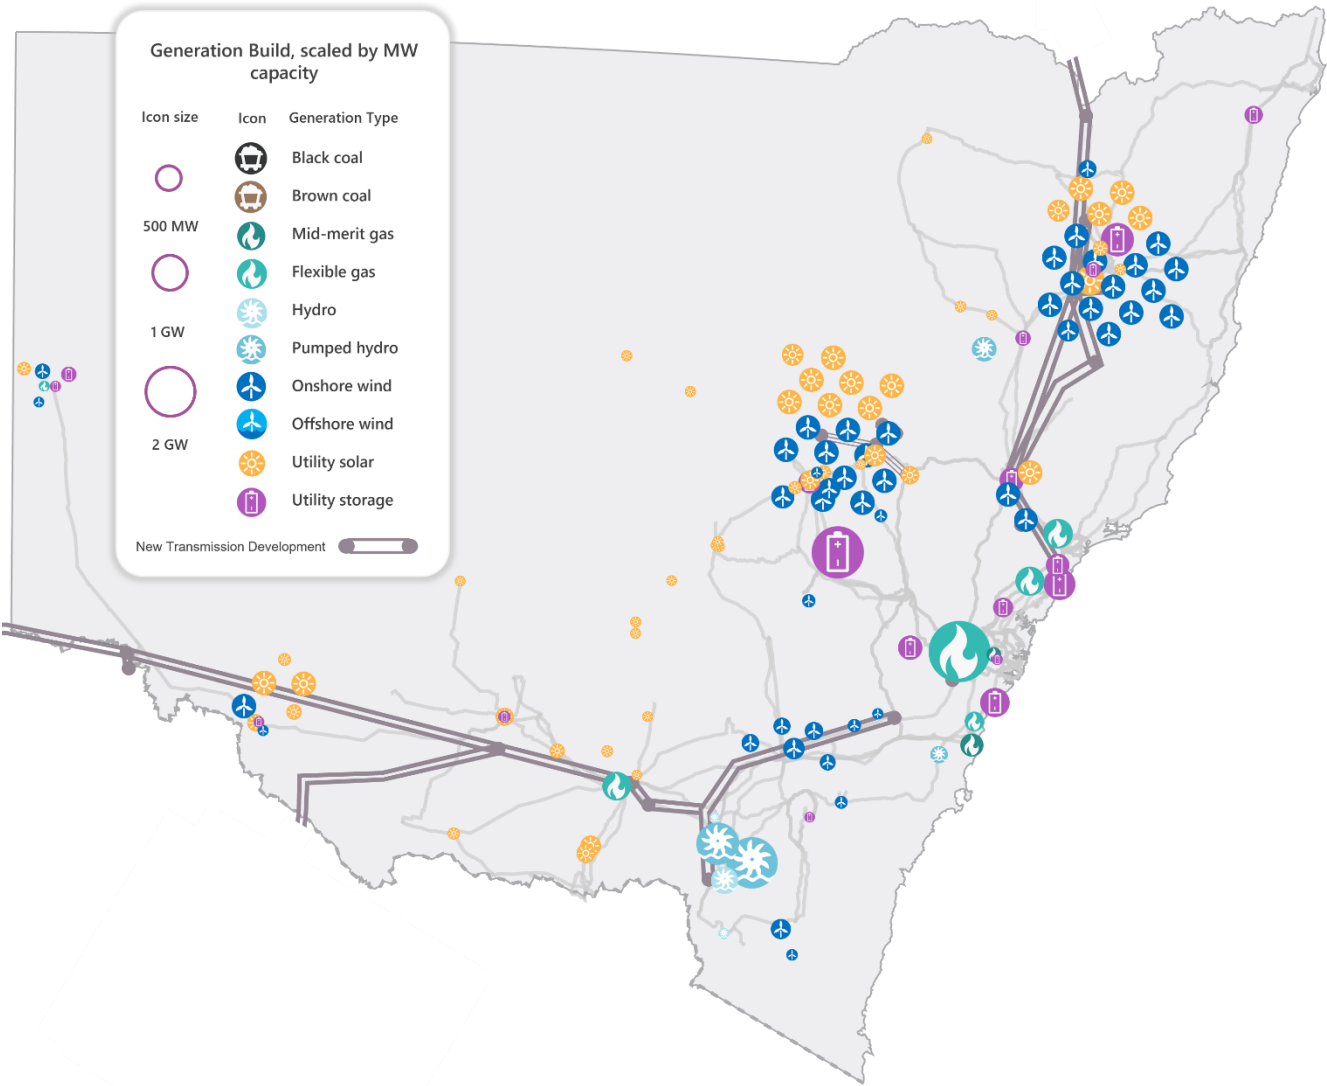 Generation Build, scaled by MW
capacity
Icon size
Icon
Generation Type
Black coal
Brown coal
500 MW
Mid-merit gas
Flexible gas
Hydro
1 GW
Pumped hydro
Onshore wind
Offshore wind
2 GW
Utility solar
Utility storage
New Transmission Development